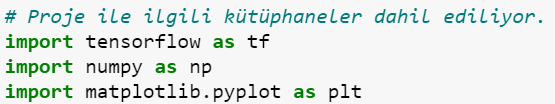 # Proje ile ilgili kütüphaneler dahil ediliyor.
import tensorflow as tf
import numpy as np
import matplotlib.pyplot as plt